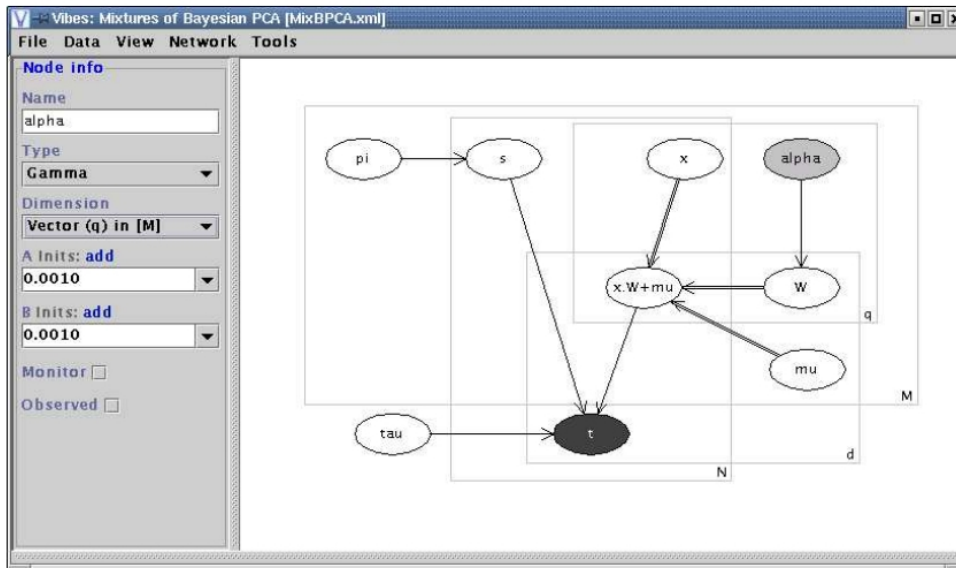 Vibes: Mixtures of Bayesian PCA [MixBPCA.xml]
File Data View Network Tools
Node info
Name
alpha
Type
Gamma
Dimension
Vector (q) in [M]
A Inits: add
0.0010
B Inits: add
0.0010
Monitor
Observed
pi
s
x
alpha
x.W+mu
W
q
mu
M
tau
t
d
N